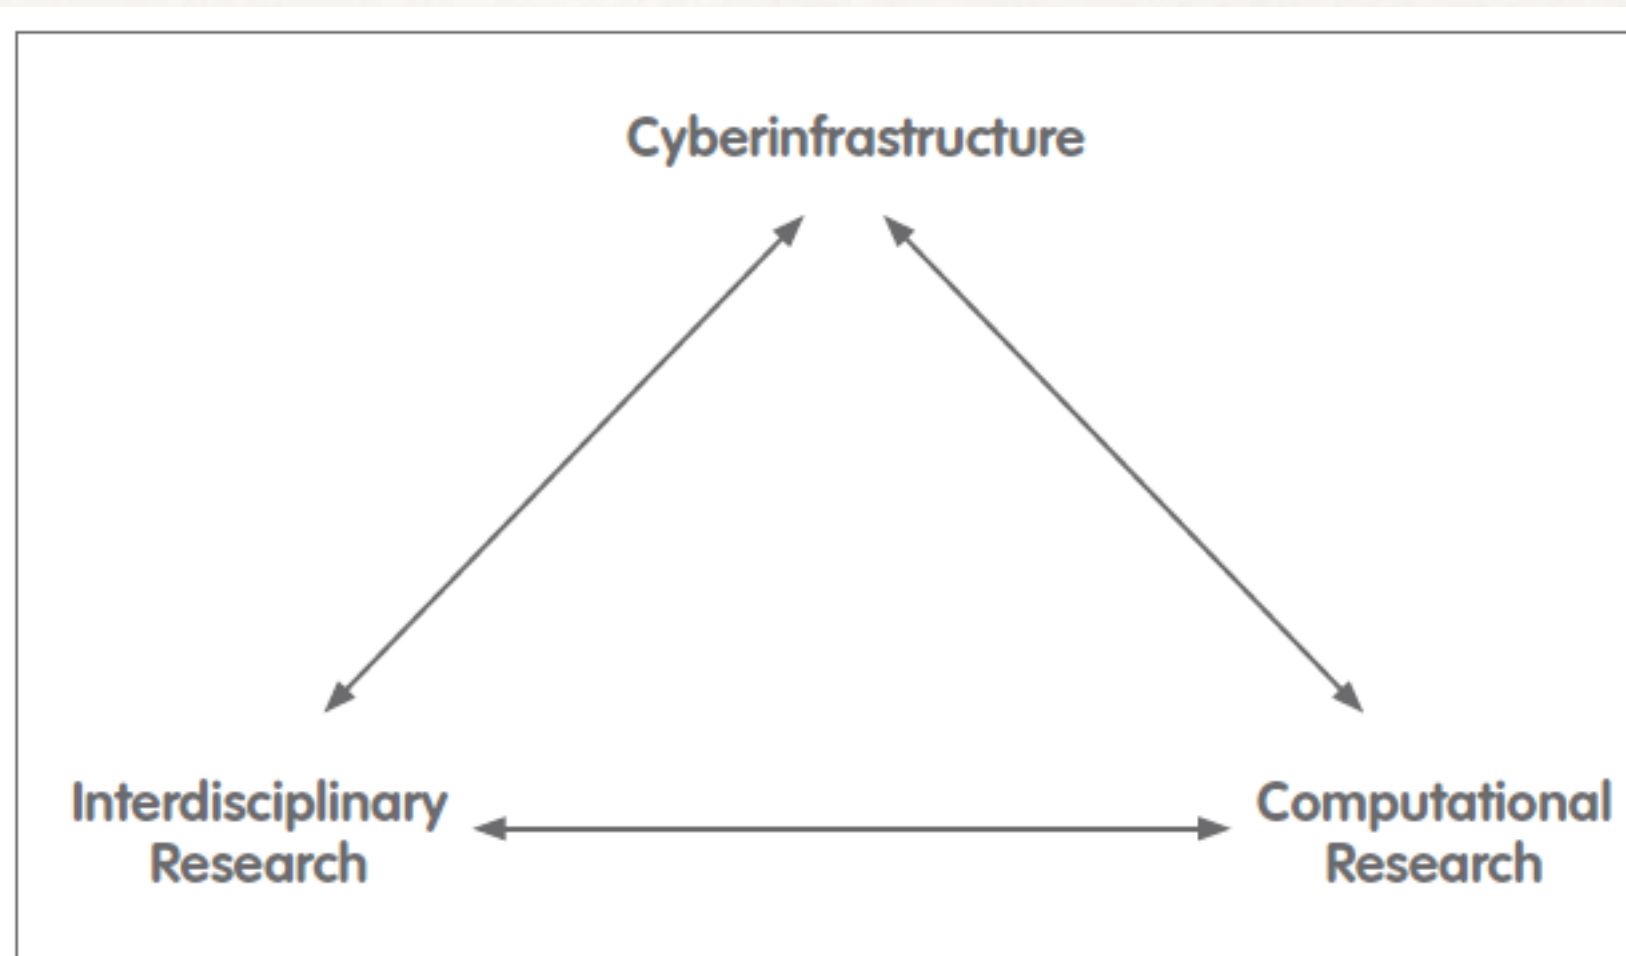 Cyberinfrastructure
Interdisciplinary
Research
Computational
Research